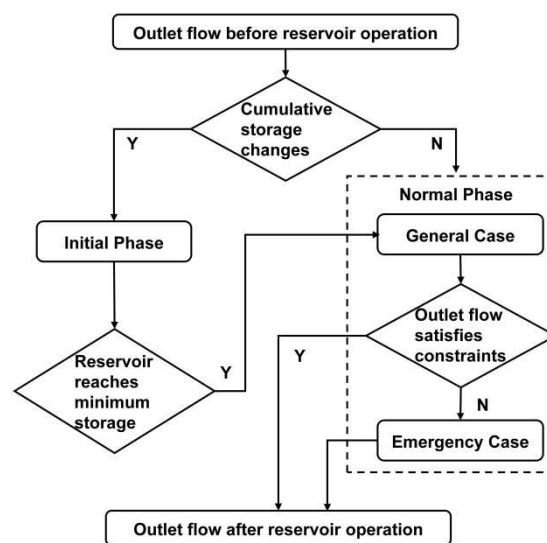 Outlet flow before reservoir operation
Cumulative
storage
changes
Y
N
Normal Phase
Initial Phase
General Case
Outlet flow
satisfies
constraints
Reservoir
reaches
minimum
storage
Y
Y
N
Emergency Case
Outlet flow after reservoir operation